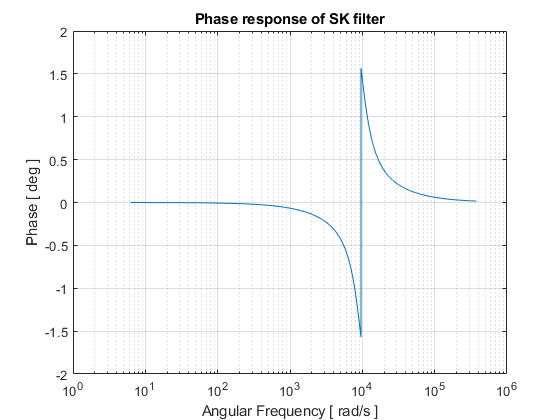 Phase response of SK filter
2
1.5
1
0.5
0
-0.5
-1
-1.5
-2
Phase [ deg ]
10^0 10^1 10^2 10^3 10^4 10^5 10^6
Angular Frequency [ rad/s ]